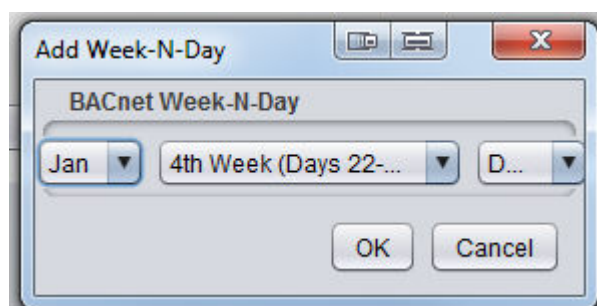 Add Week-N-Day
BACnet Week-N-Day
Jan 4th Week (Days 22-... D...
OK Cancel